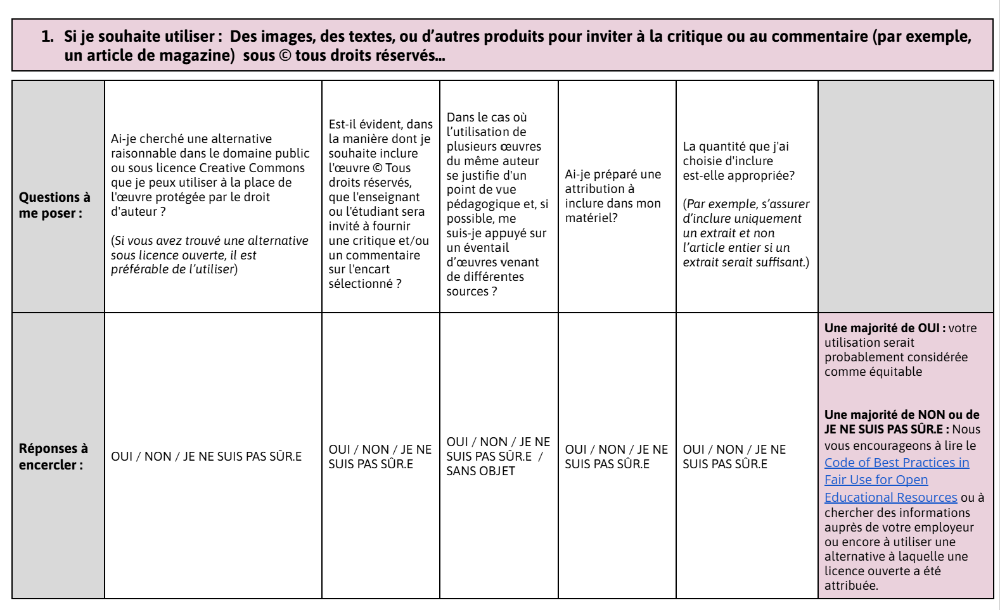 1. Si je souhaite utiliser : Des images, des textes, ou d’autres produits pour inviter à la critique ou au commentaire (par exemple,
un article de magazine) sous © tous droits réservés...
Questions à
me poser :
Ai-je cherché une alternative
raisonnable dans le domaine public
ou sous licence Creative Commons
que je peux utiliser à la place de
l'œuvre protégée par le droit
d'auteur ?
(Si vous avez trouvé une alternative
sous licence ouverte, il est
préférable de l’utiliser)
Est-il évident, dans
la manière dont je
souhaite inclure
l'œuvre © Tous
droits réservés,
que l'enseignant
ou l'étudiant sera
invité à fournir
une critique et/ou
un commentaire
sur l'encart
sélectionné ?
Dans le cas où
l’utilisation de
plusieurs œuvres
du même auteur
se justifie d'un
point de vue
pédagogique et, si
possible, me
suis-je appuyé sur
un éventail
d’œuvres venant
de différentes
sources ?
Ai-je préparé une
attribution à
inclure dans mon
matériel?
La quantité que j'ai
choisie d'inclure
est-elle appropriée?
(Par exemple, s’assurer
d’inclure uniquement
un extrait et non
l’article entier si un
extrait serait suffisant.)
Réponses à
encercler :
OUI / NON / JE NE SUIS PAS SÛR.E
OUI / NON / JE NE
SUIS PAS SÛR.E
OUI / NON / JE NE
SUIS PAS SÛR.E /
SANS OBJET
OUI / NON / JE NE
SUIS PAS SÛR.E
OUI / NON / JE NE
SUIS PAS SÛR.E
Une majorité de OUI : votre
utilisation serait
probablement considérée
comme équitable
Une majorité de NON ou de
JE NE SUIS PAS SÛR.E : Nous
vous encourageons à lire le
Code of Best Practices in
Fair Use for Open
Educational Resources ou à
chercher des informations
auprès de votre employeur
ou encore à utiliser une
alternative à laquelle une
licence ouverte a été
attribuée.